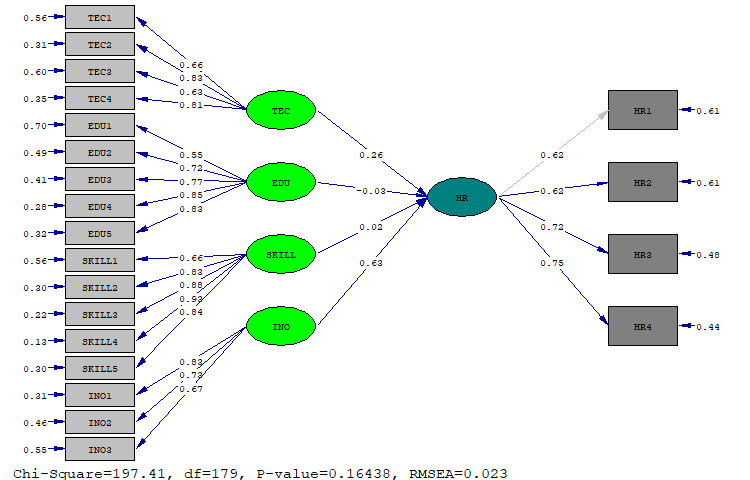 0.56 TEC1
0.31 TEC2
0.60 TEC3
0.35 TEC4
0.70 EDU1
0.49 EDU2
0.41 EDU3
0.28 EDU4
0.32 EDU5
0.56 SKILL1
0.30 SKILL2
0.22 SKILL3
0.13 SKILL4
0.30 SKILL5
0.31 INO1
0.46 INO2
0.55 INO3
0.66
0.83
0.63
0.81
0.55
0.72
0.77
0.85
0.83
0.66
0.83
0.88
0.93
0.84
0.83
0.73
0.67
TEC
EDU
SKILL
INO
0.26
-0.03
0.02
0.63
HR
0.62
0.62
0.72
0.75
HR1 0.61
HR2 0.61
HR3 0.48
HR4 0.44
Chi-Square=197.41, df=179, P-value=0.16438, RMSEA=0.023